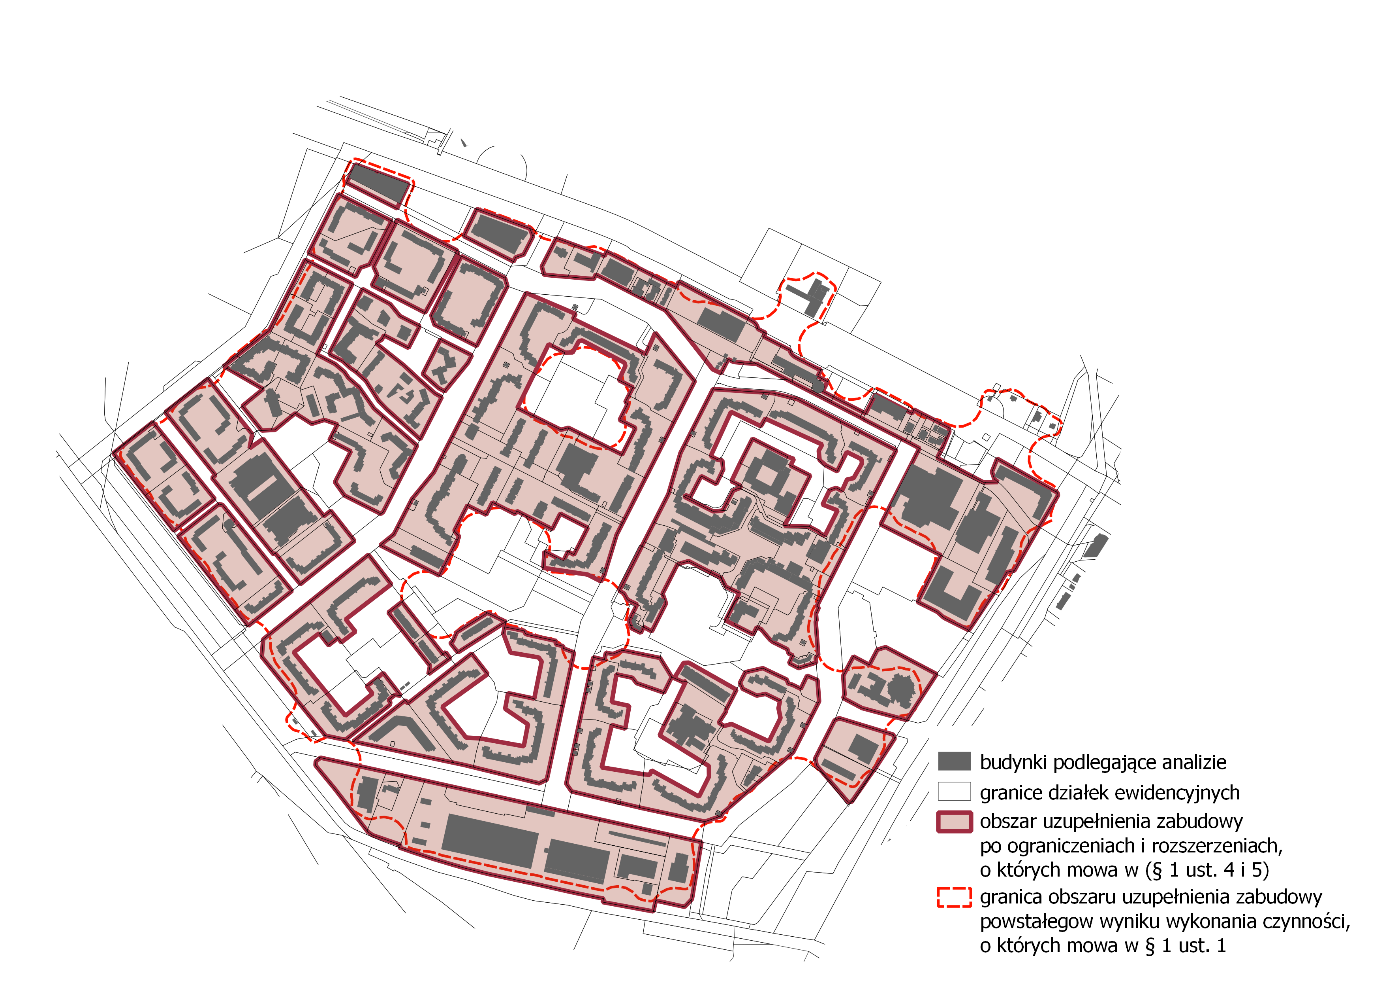 budynki podlegające analizie
granice działek ewidencyjnych
obszar uzupełnienia zabudowy
po ograniczeniach i rozszerzeniach,
o których mowa w (§ 1 ust. 4 i 5)
granica obszaru uzupełnienia zabudowy
powstałegow wyniku wykonania czynności,
o których mowa w § 1 ust. 1